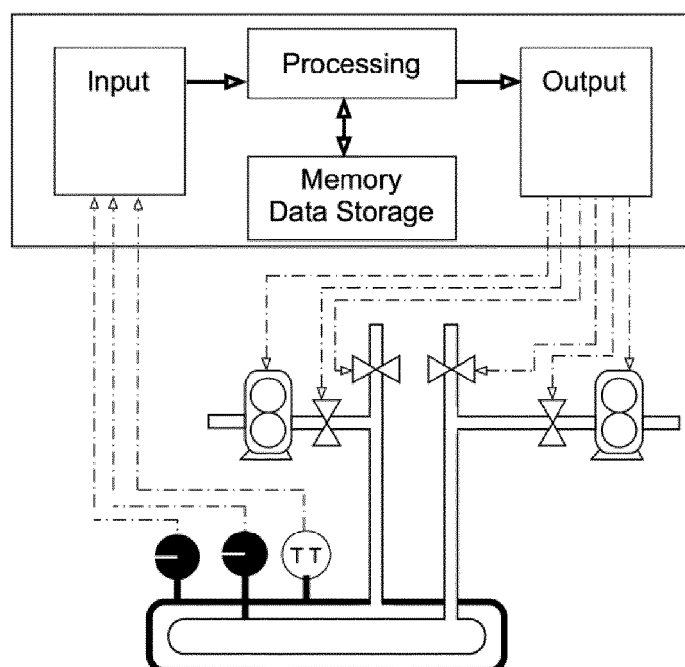 Input
Processing
Output
Memory
Data Storage
TT